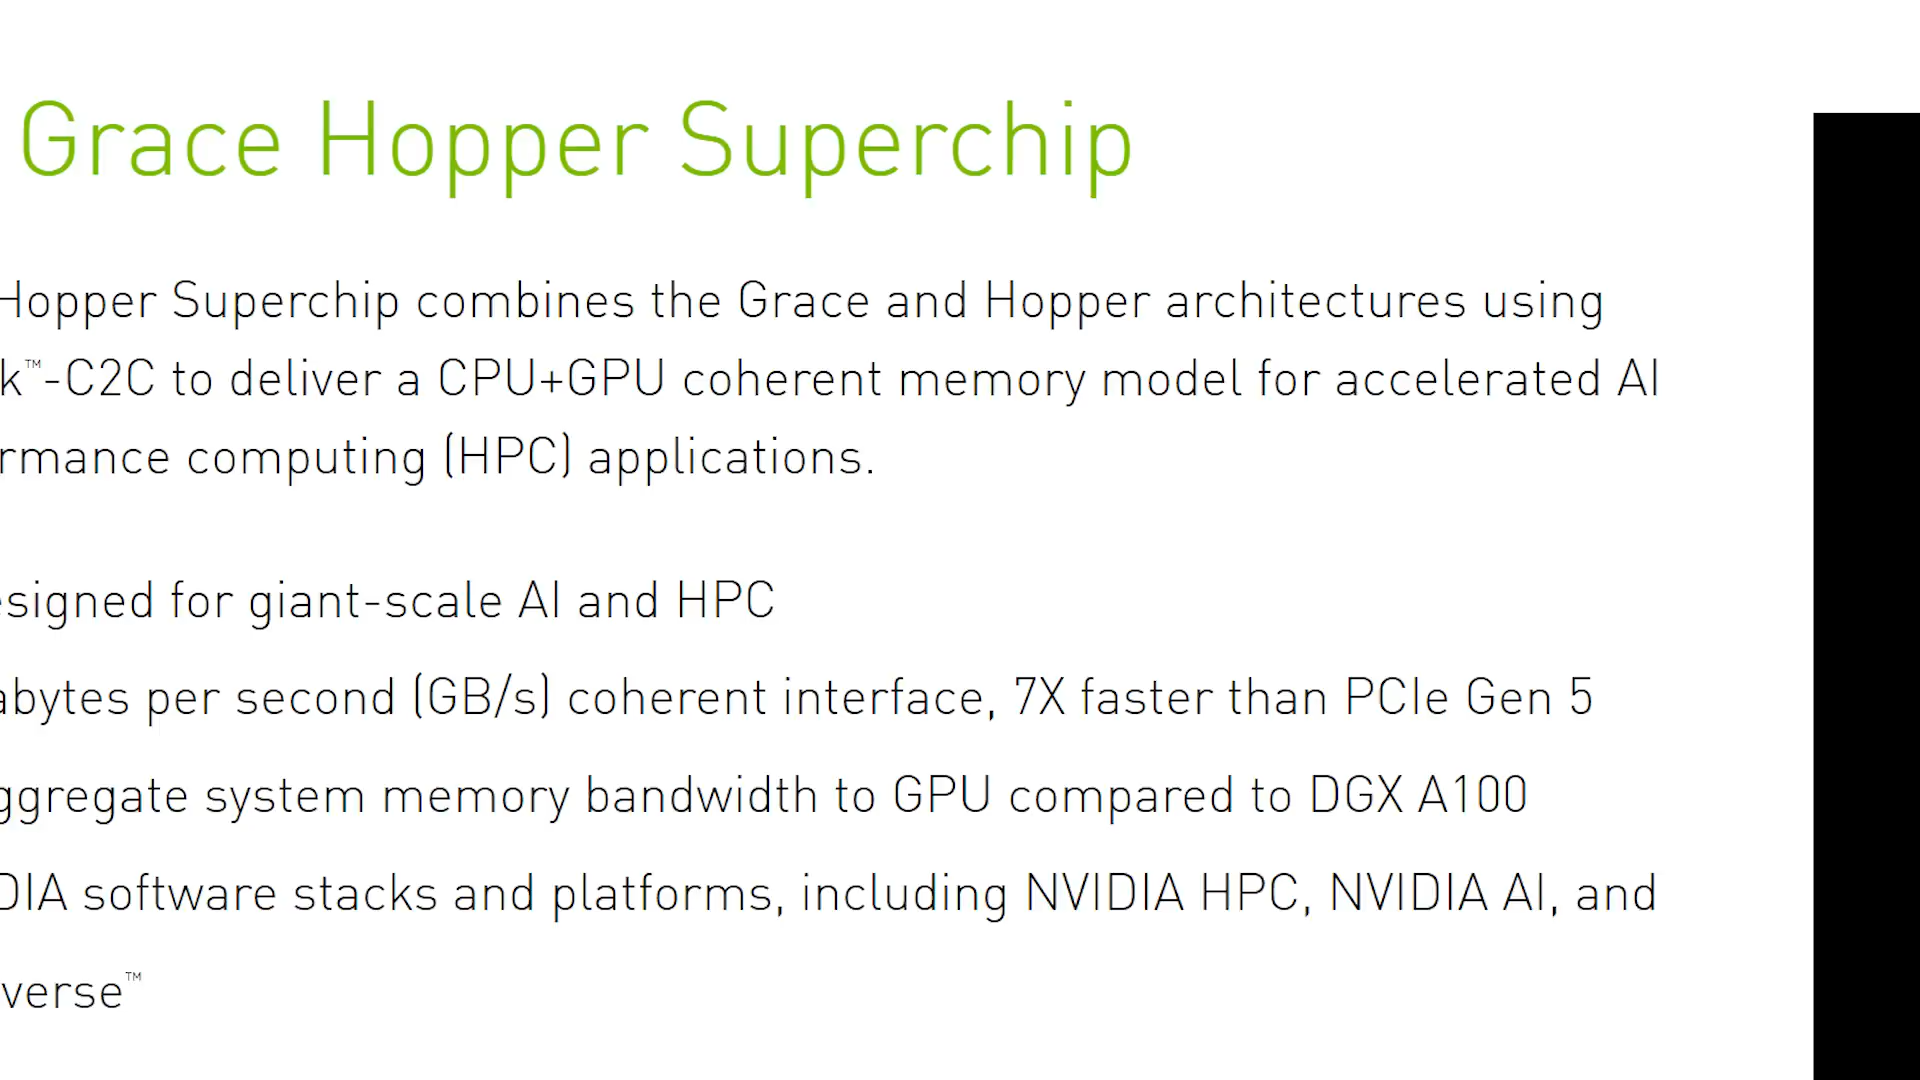 Grace Hopper Superchip
Hopper Superchip combines the Grace and Hopper architectures using
k™-C2C to deliver a CPU+GPU coherent memory model for accelerated AI
rmance computing (HPC) applications.
signed for giant-scale AI and HPC
abytes per second (GB/s) coherent interface, 7X faster than PCIe Gen 5
ggregate system memory bandwidth to GPU compared to DGX A100
DIA software stacks and platforms, including NVIDIA HPC, NVIDIA AI, and
verse™